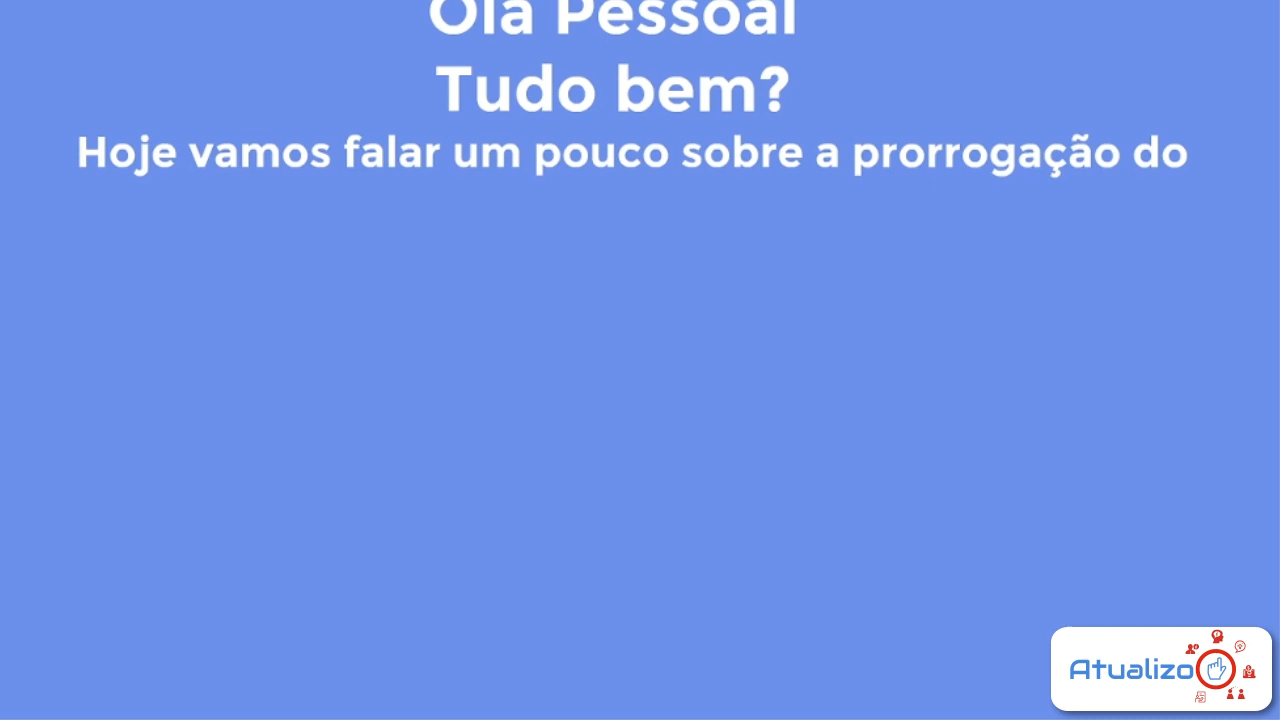 Olá Pessoal
Tudo bem?
Hoje vamos falar um pouco sobre a prorrogação do
Atualizo